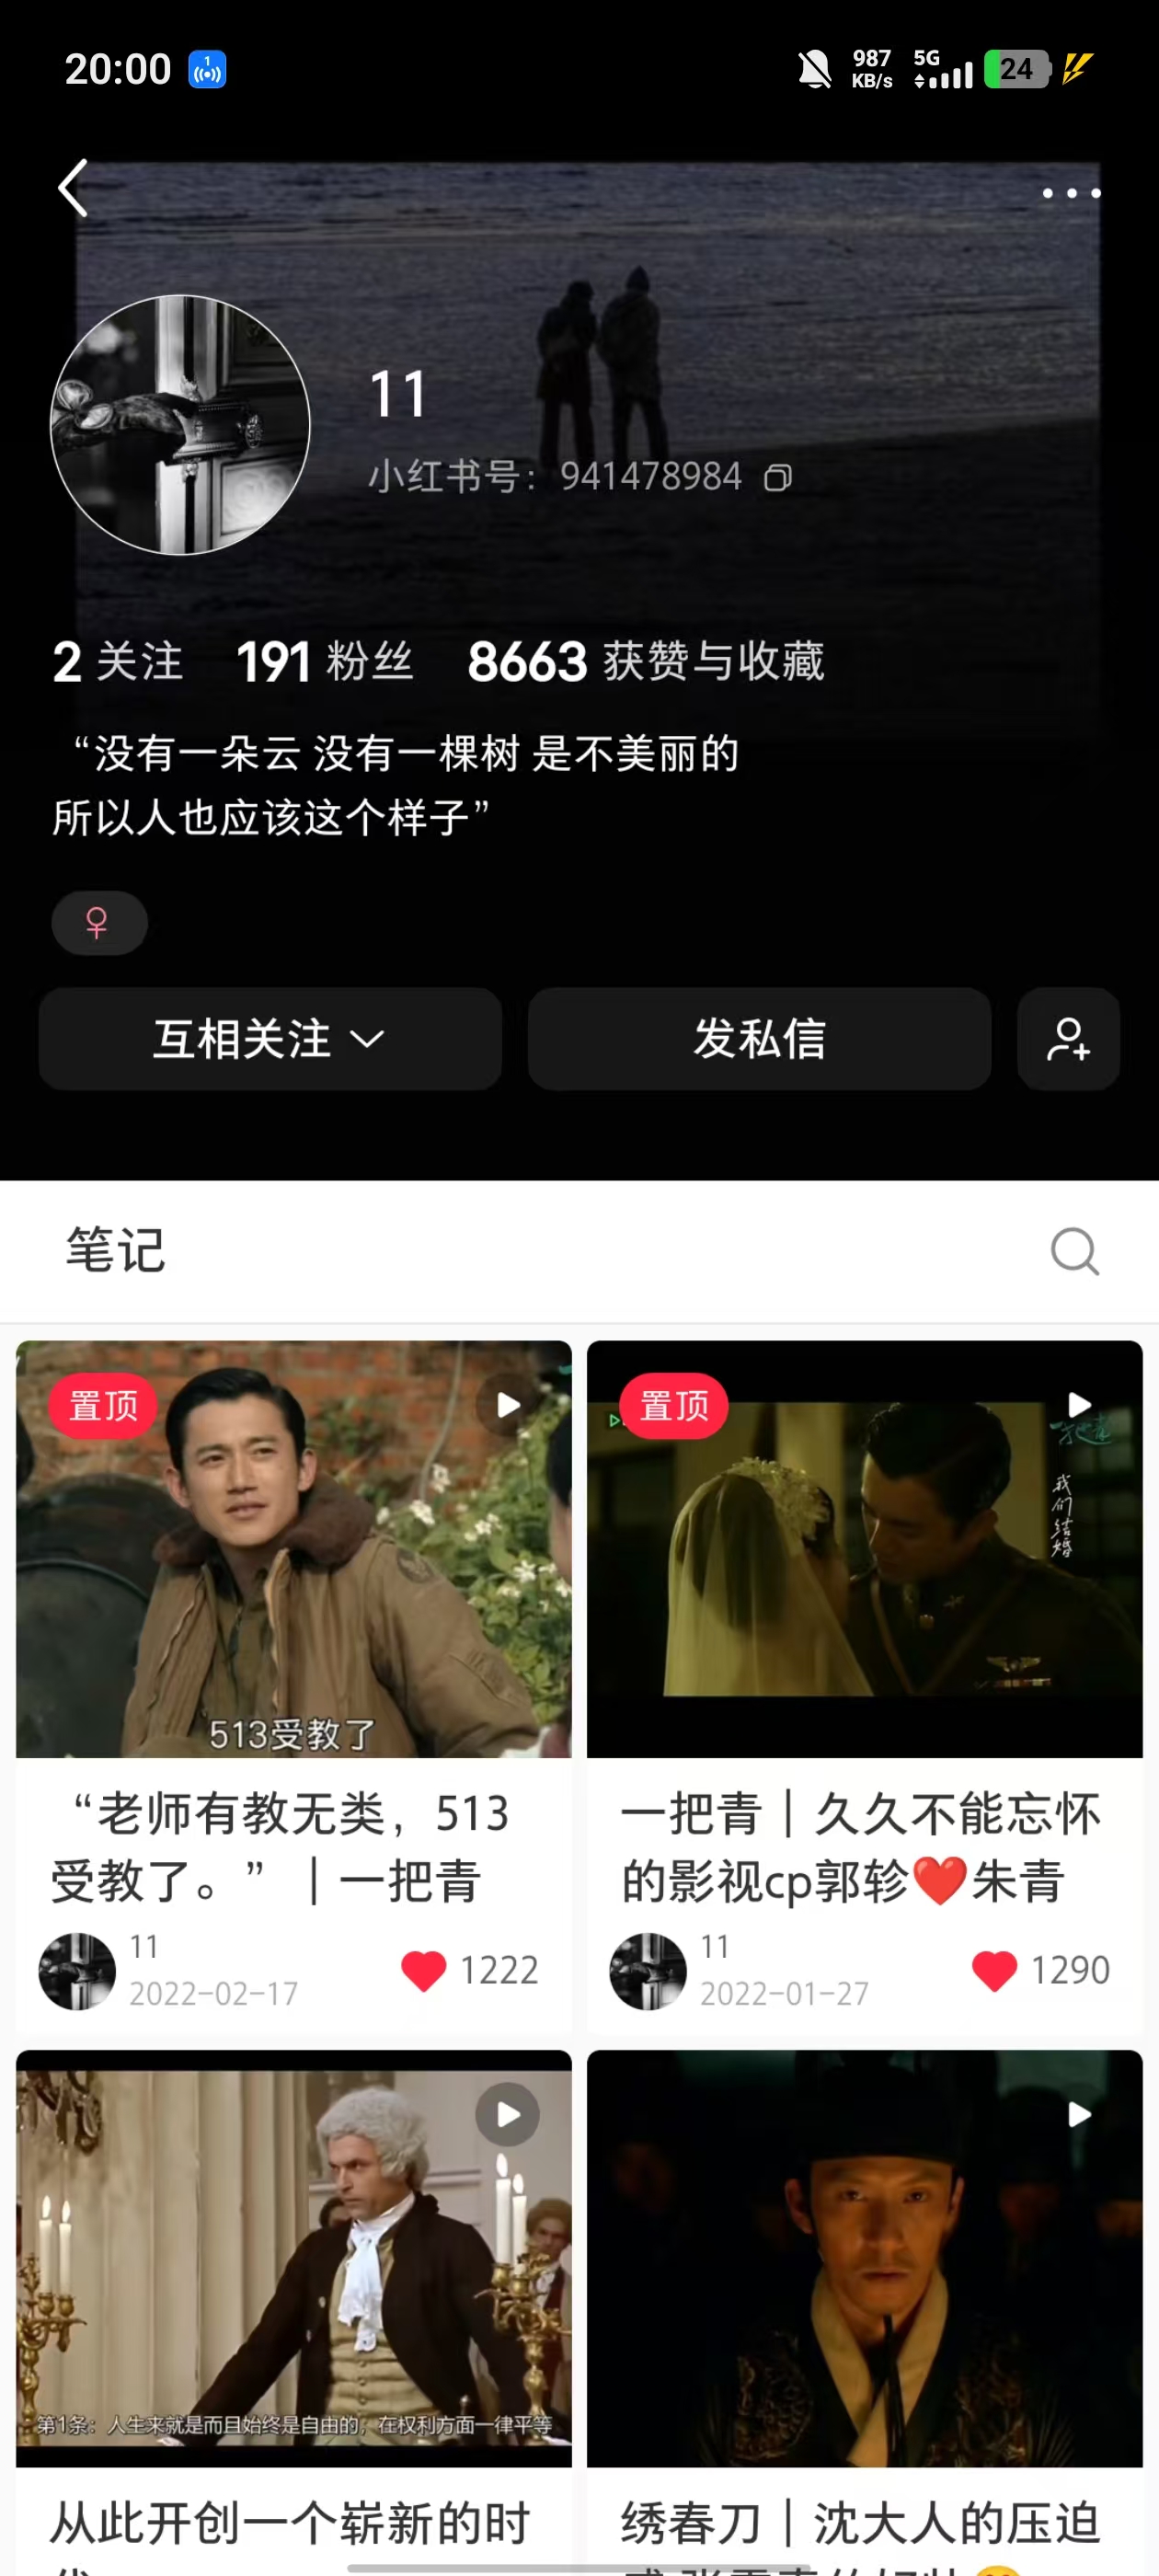 20:00
987
KB/s
5G
24
11
小红书号：941478984
2 关注 191 粉丝 8663 获赞与收藏
“没有一朵云 没有一棵树 是不美丽的
所以人也应该这个样子”
互相关注
发私信
笔记
置顶
513受教了
“老师有教无类，513
受教了。”｜一把青
11
2022-02-17
1222
置顶
一把青
我们结婚
一把青｜久久不能忘怀
的影视cp郭轸❤️朱青
11
2022-01-27
1290
第1条：人生来就是而且始终是自由的；在权利方面一律平等
从此开创一个崭新的时
绣春刀｜沈大人的压迫